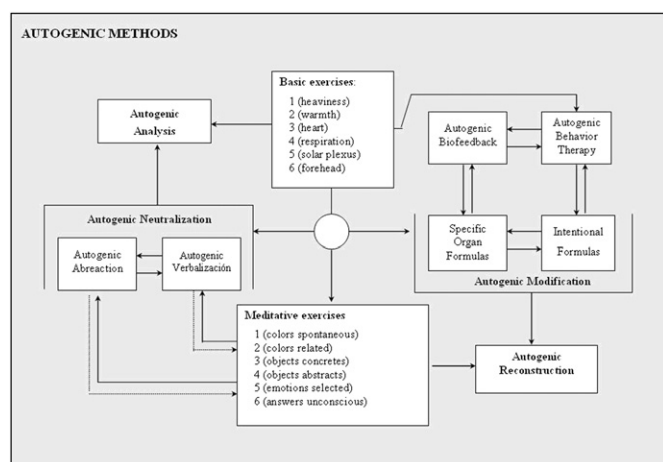 AUTOGENIC METHODS
Basic exercises:
1 (heaviness)
2 (warmth)
3 (heart)
4 (respiration)
5 (solar plexus)
6 (forehead)
Autogenic
Analysis
Autogenic
Biofeedback
Autogenic
Behavior
Therapy
Autogenic Neutralization
Autogenic
Abreaction
Autogenic
Verbalización
Specific
Organ
Formulas
Intentional
Formulas
Autogenic Modification
Meditative exercises
1 (colors spontaneous)
2 (colors related)
3 (objects concretes)
4 (objects abstracts)
5 (emotions selected)
6 (answers unconscious)
Autogenic
Reconstruction